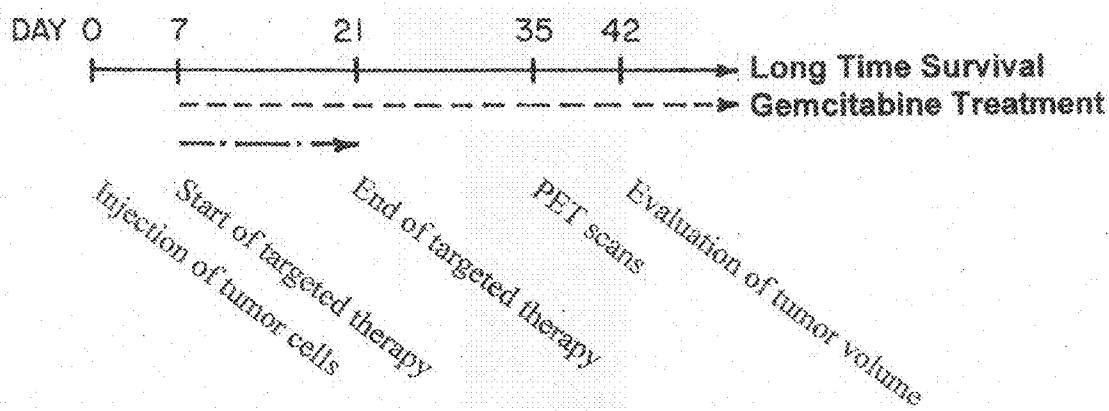 DAY 0 7 21 35 42
Long Time Survival
Gemcitabine Treatment
Injection of tumor cells
Start of targeted therapy
End of targeted therapy
PET scans
Evaluation of tumor volume